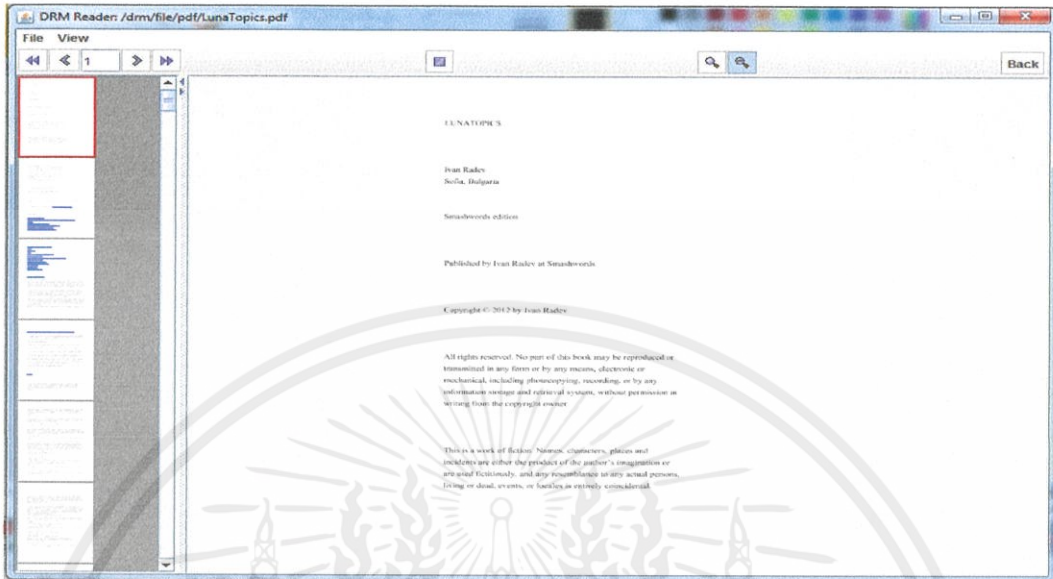 DRM Reader: /drm/file/pdf/LunaTopics.pdf
File View
1
Back
LUNATOPICS
Ivan Radev
Sofia, Bulgaria
Smashwords edition
Published by Ivan Radev at Smashwords
Copyright © 2012 by Ivan Radev
All rights reserved. No part of this book may be reproduced or
transmitted in any form or by any means, electronic or
mechanical, including photocopying, recording, or by any
information storage and retrieval system, without permission in
writing from the copyright owner.
This is a work of fiction. Names, characters, places and
incidents are either the product of the author's imagination or
are used fictitiously, and any resemblance to any actual persons,
living or dead, events, or locales is entirely coincidental.